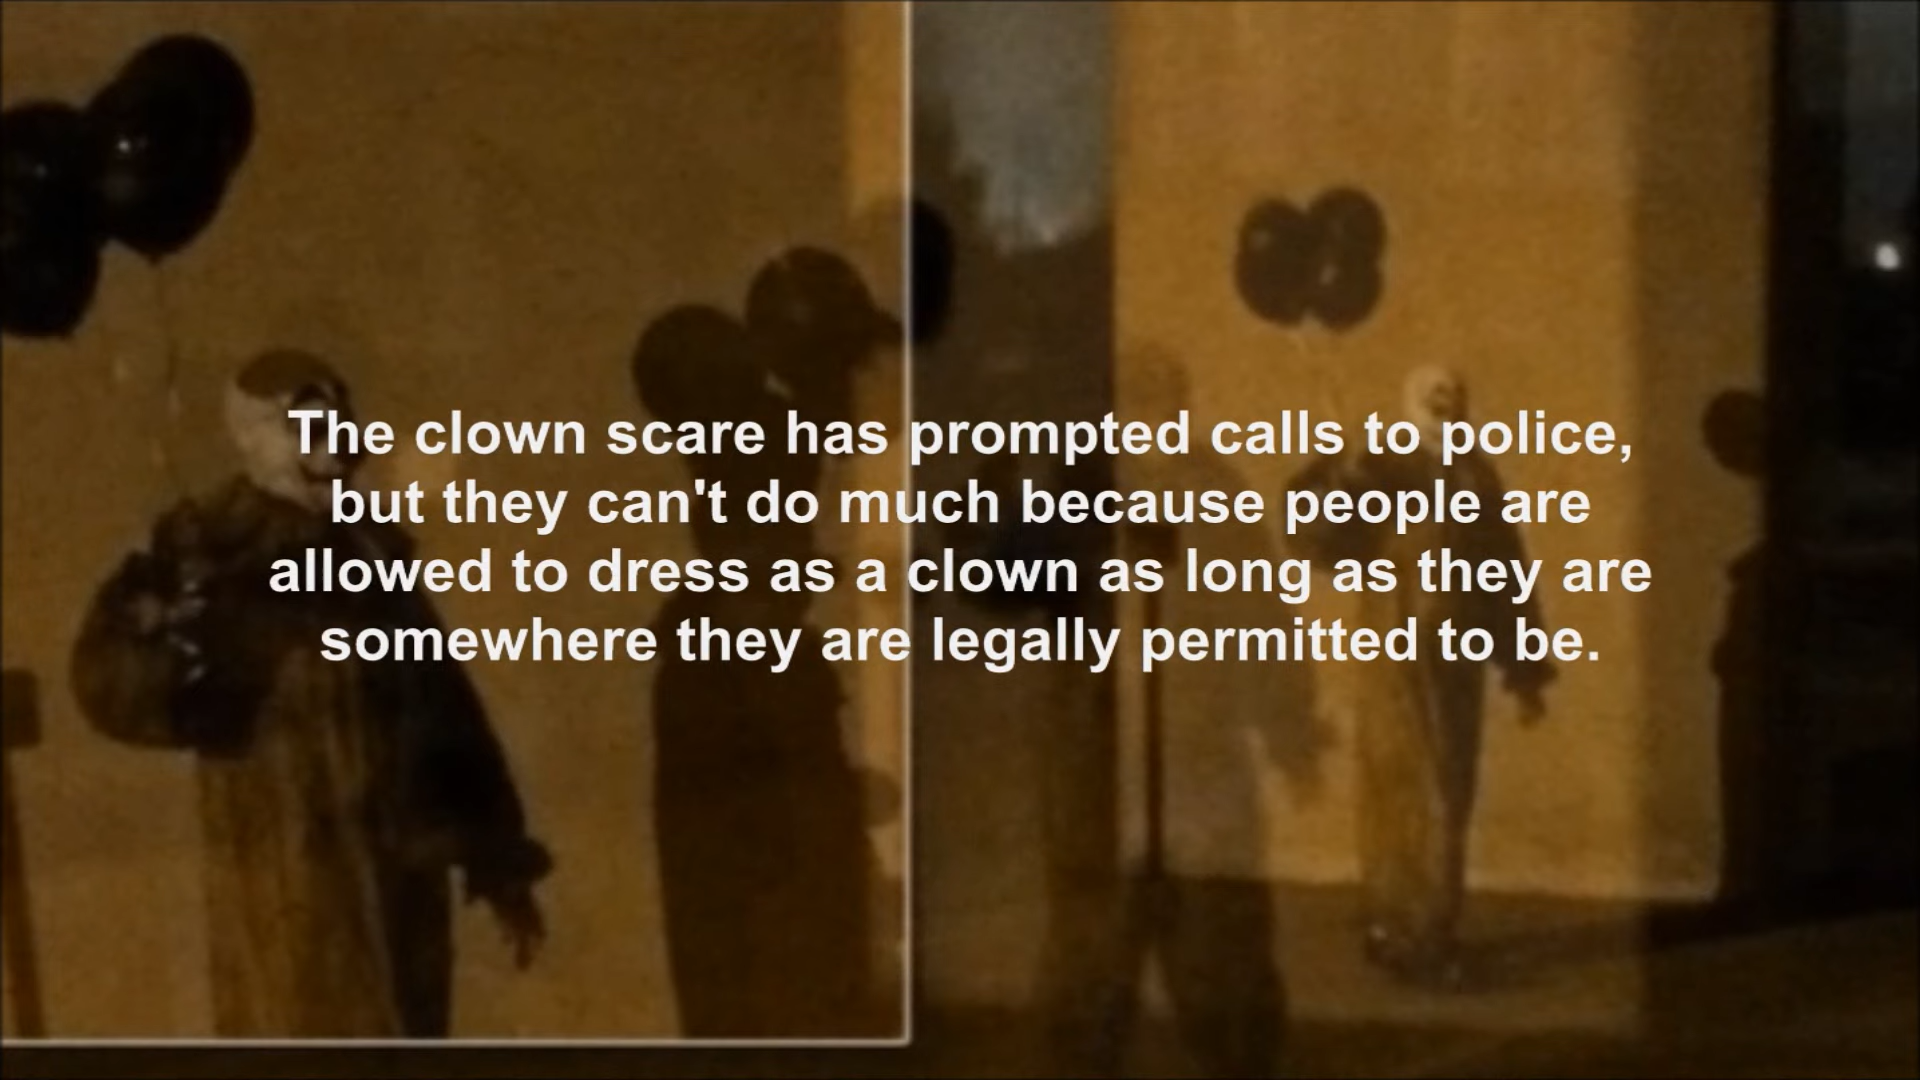 The clown scare has prompted calls to police,
but they can't do much because people are
allowed to dress as a clown as long as they are
somewhere they are legally permitted to be.